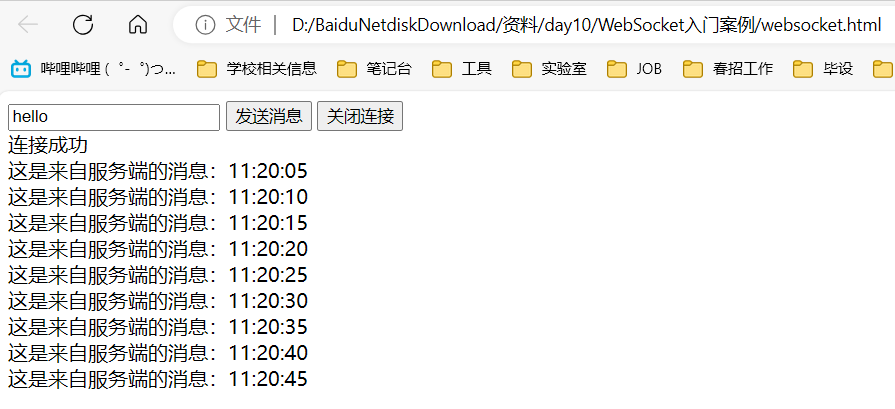 文件 | D:/BaiduNetdiskDownload/资料/day10/WebSocket入门案例/websocket.html
哔哩哔哩 ( ゜- ゜)つ... 学校相关信息 笔记台 工具 实验室 JOB 春招工作 毕设
hello 发送消息 关闭连接
连接成功
这是来自服务端的消息：11:20:05
这是来自服务端的消息：11:20:10
这是来自服务端的消息：11:20:15
这是来自服务端的消息：11:20:20
这是来自服务端的消息：11:20:25
这是来自服务端的消息：11:20:30
这是来自服务端的消息：11:20:35
这是来自服务端的消息：11:20:40
这是来自服务端的消息：11:20:45